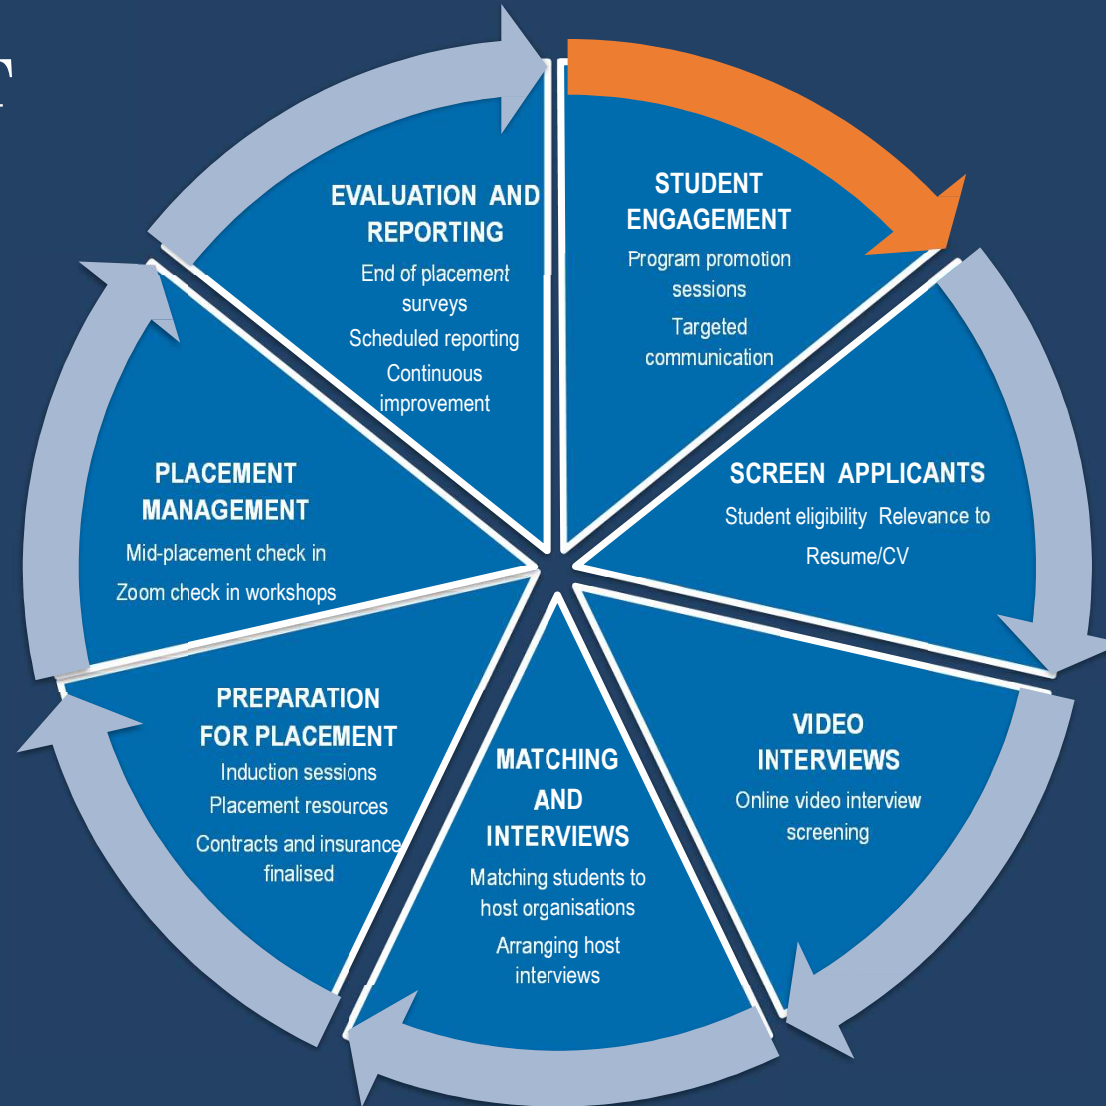 T
STUDENT
ENGAGEMENT
Program promotion
sessions
Targeted
communication
SCREEN APPLICANTS
Student eligibility Relevance to
Resume/CV
VIDEO
INTERVIEWS
Online video interview
screening
MATCHING
AND
INTERVIEWS
Matching students to
host organisations
Arranging host
interviews
PREPARATION
FOR PLACEMENT
Induction sessions
Placement resources
Contracts and insurance
finalised
PLACEMENT
MANAGEMENT
Mid-placement check in
Zoom check in workshops
EVALUATION AND
REPORTING
End of placement
surveys
Scheduled reporting
Continuous
improvement